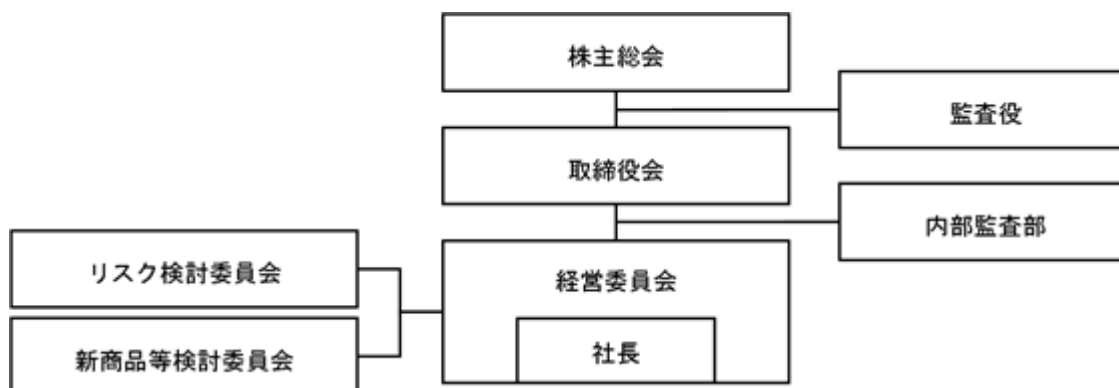 株主総会
監査役
取締役会
内部監査部
リスク検討委員会
経営委員会
新商品等検討委員会
社長